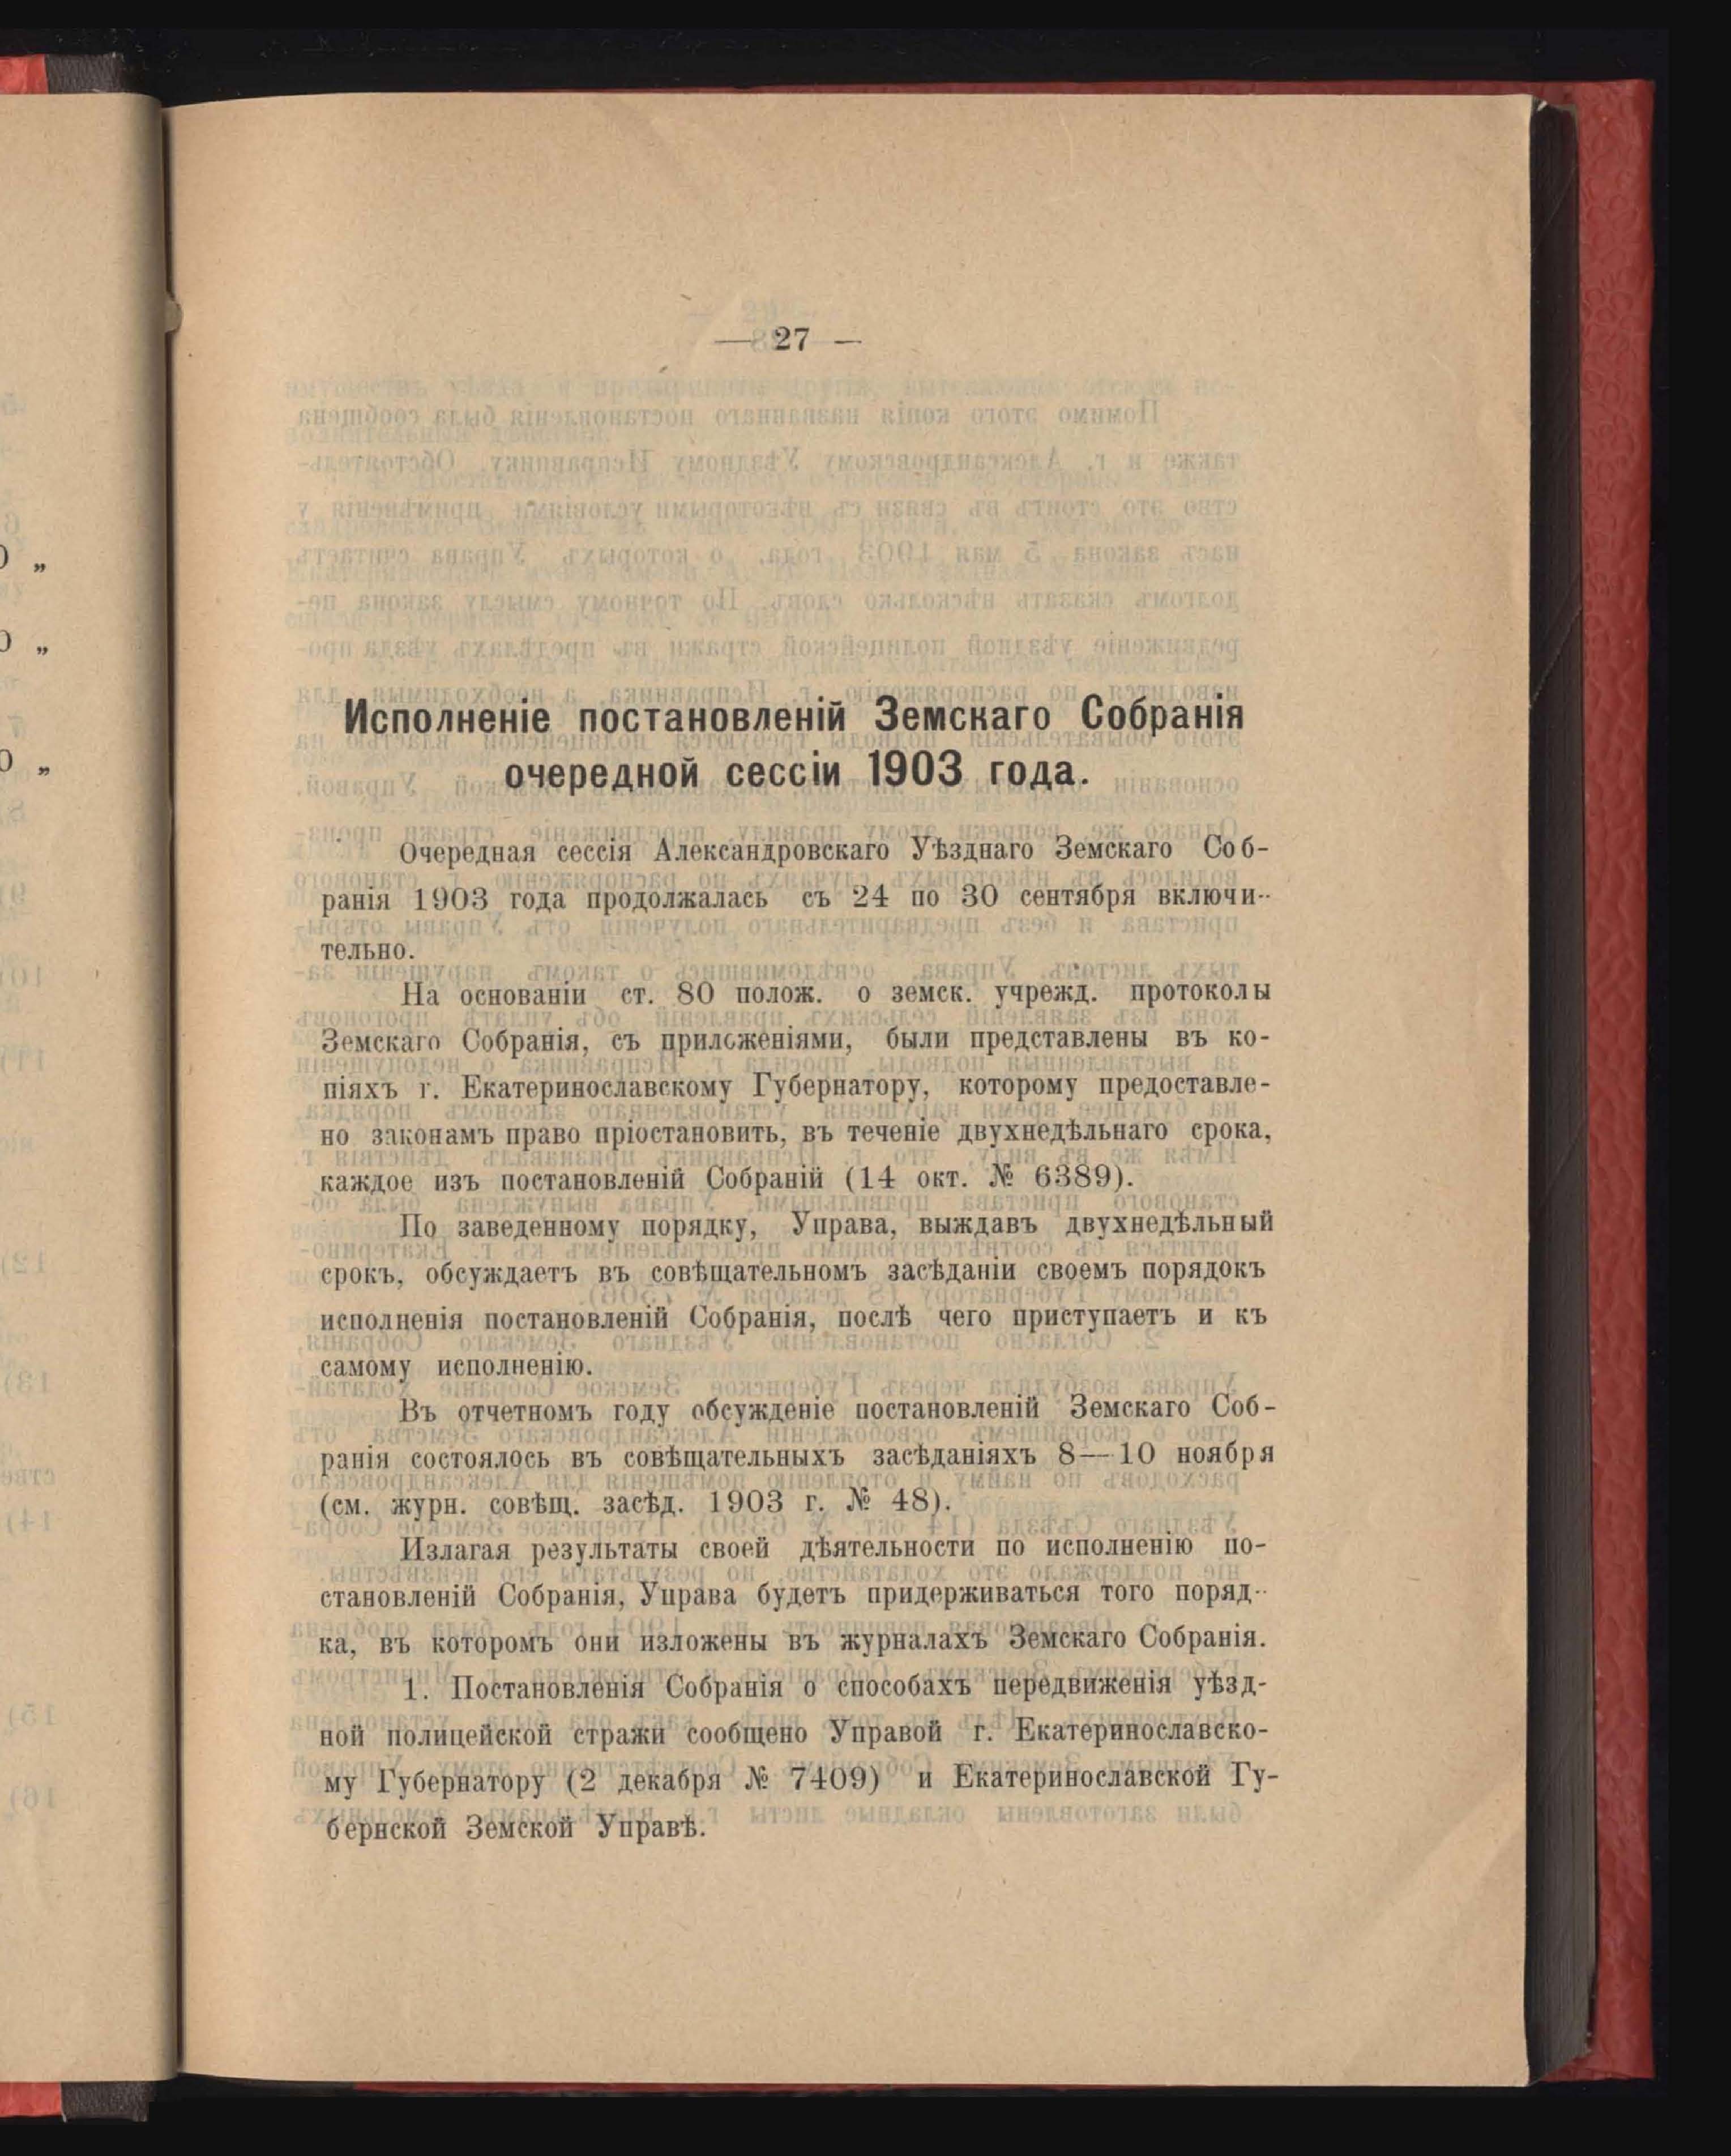 — 27 —
Исполненіе постановленій Земскаго Собранія
очередной сессіи 1903 года.
Очередная сессія Александровскаго Уѣзднаго Земскаго Соб-
ранія 1903 года продолжалась съ 24 по 30 сентября включи-
тельно.
На основаніи ст. 80 полож. о земск. учрежд. протоколы
Земскаго Собранія, съ приложеніями, были представлены въ ко-
піяхъ г. Екатеринославскому Губернатору, которому предоставле-
но законамъ право пріостановить, въ теченіе двухнедѣльнаго срока,
каждое изъ постановленій Собраній (14 окт. № 6389).
По заведенному порядку, Управа, выждавъ двухнедѣльный
срокъ, обсуждаетъ въ совѣщательномъ засѣданіи своемъ порядокъ
исполненія постановленій Собранія, послѣ чего приступаетъ и къ
самому исполненію.
Въ отчетномъ году обсужденіе постановленій Земскаго Соб-
ранія состоялось въ совѣщательныхъ засѣданіяхъ 8—10 ноября
(см. журн. совѣщ. засѣд. 1903 г. № 48).
Излагая результаты своей дѣятельности по исполненію по-
становленій Собранія, Управа будетъ придерживаться того поряд-
ка, въ которомъ они изложены въ журналахъ Земскаго Собранія.
1. Постановленія Собранія о способахъ передвиженія уѣзд-
ной полицейской стражи сообщено Управой г. Екатеринославско-
му Губернатору (2 декабря № 7409) и Екатеринославской Гу-
бернской Земской Управѣ.